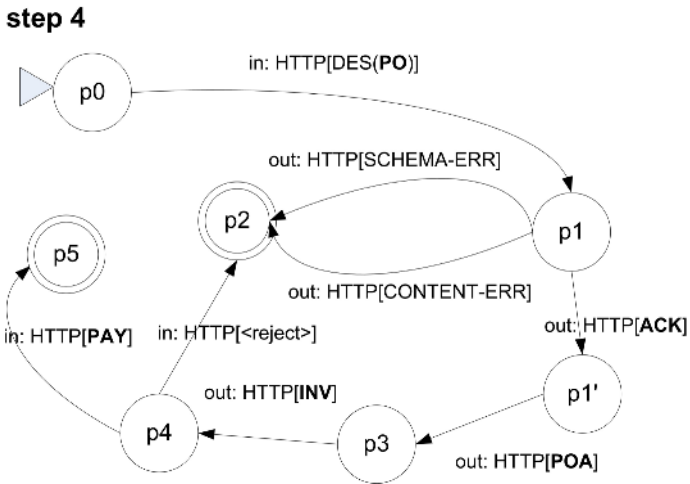 step 4
in: HTTP[DES(PO)]
p0
out: HTTP[SCHEMA-ERR]
p2
p1
p5
out: HTTP[CONTENT-ERR]
in: HTTP[PAY]
in: HTTP[<reject>]
out: HTTP[ACK]
out: HTTP[INV]
p1'
p4
p3
out: HTTP[POA]